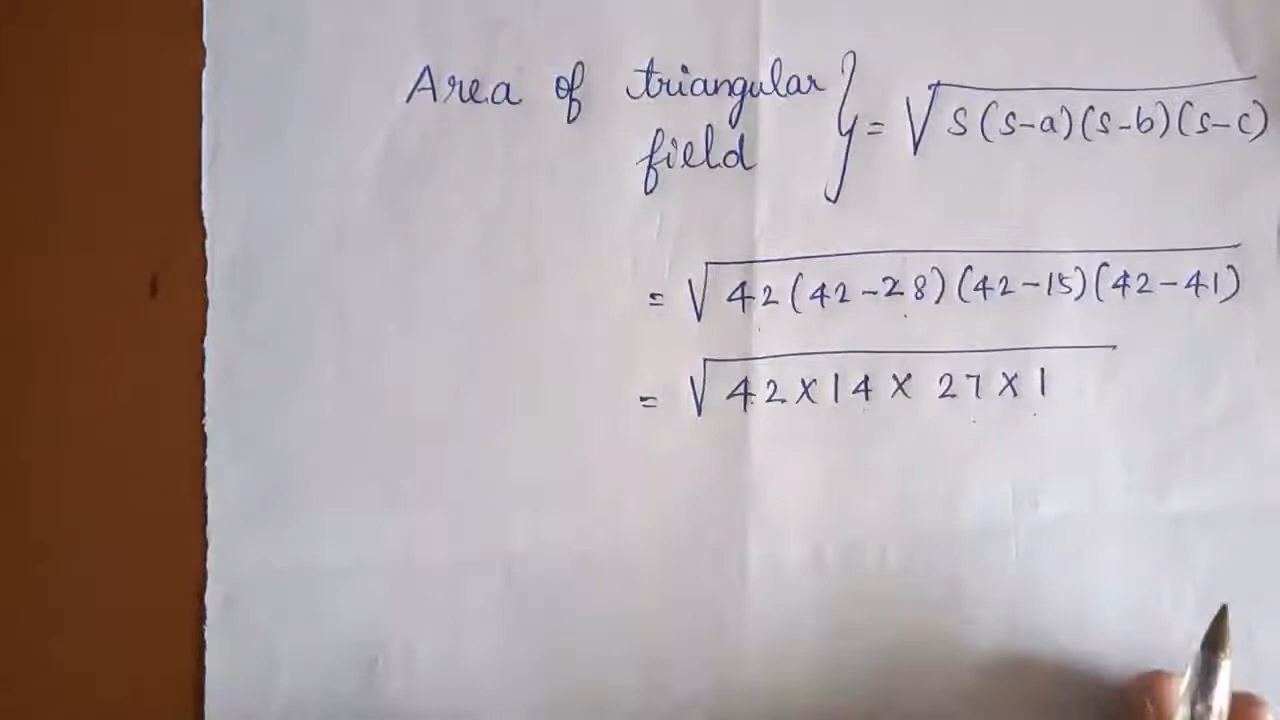 Area of triangular
field } = √s(s-a)(s-b)(s-c)
= √42(42-28)(42-15)(42-41)
= √42×14×27×1